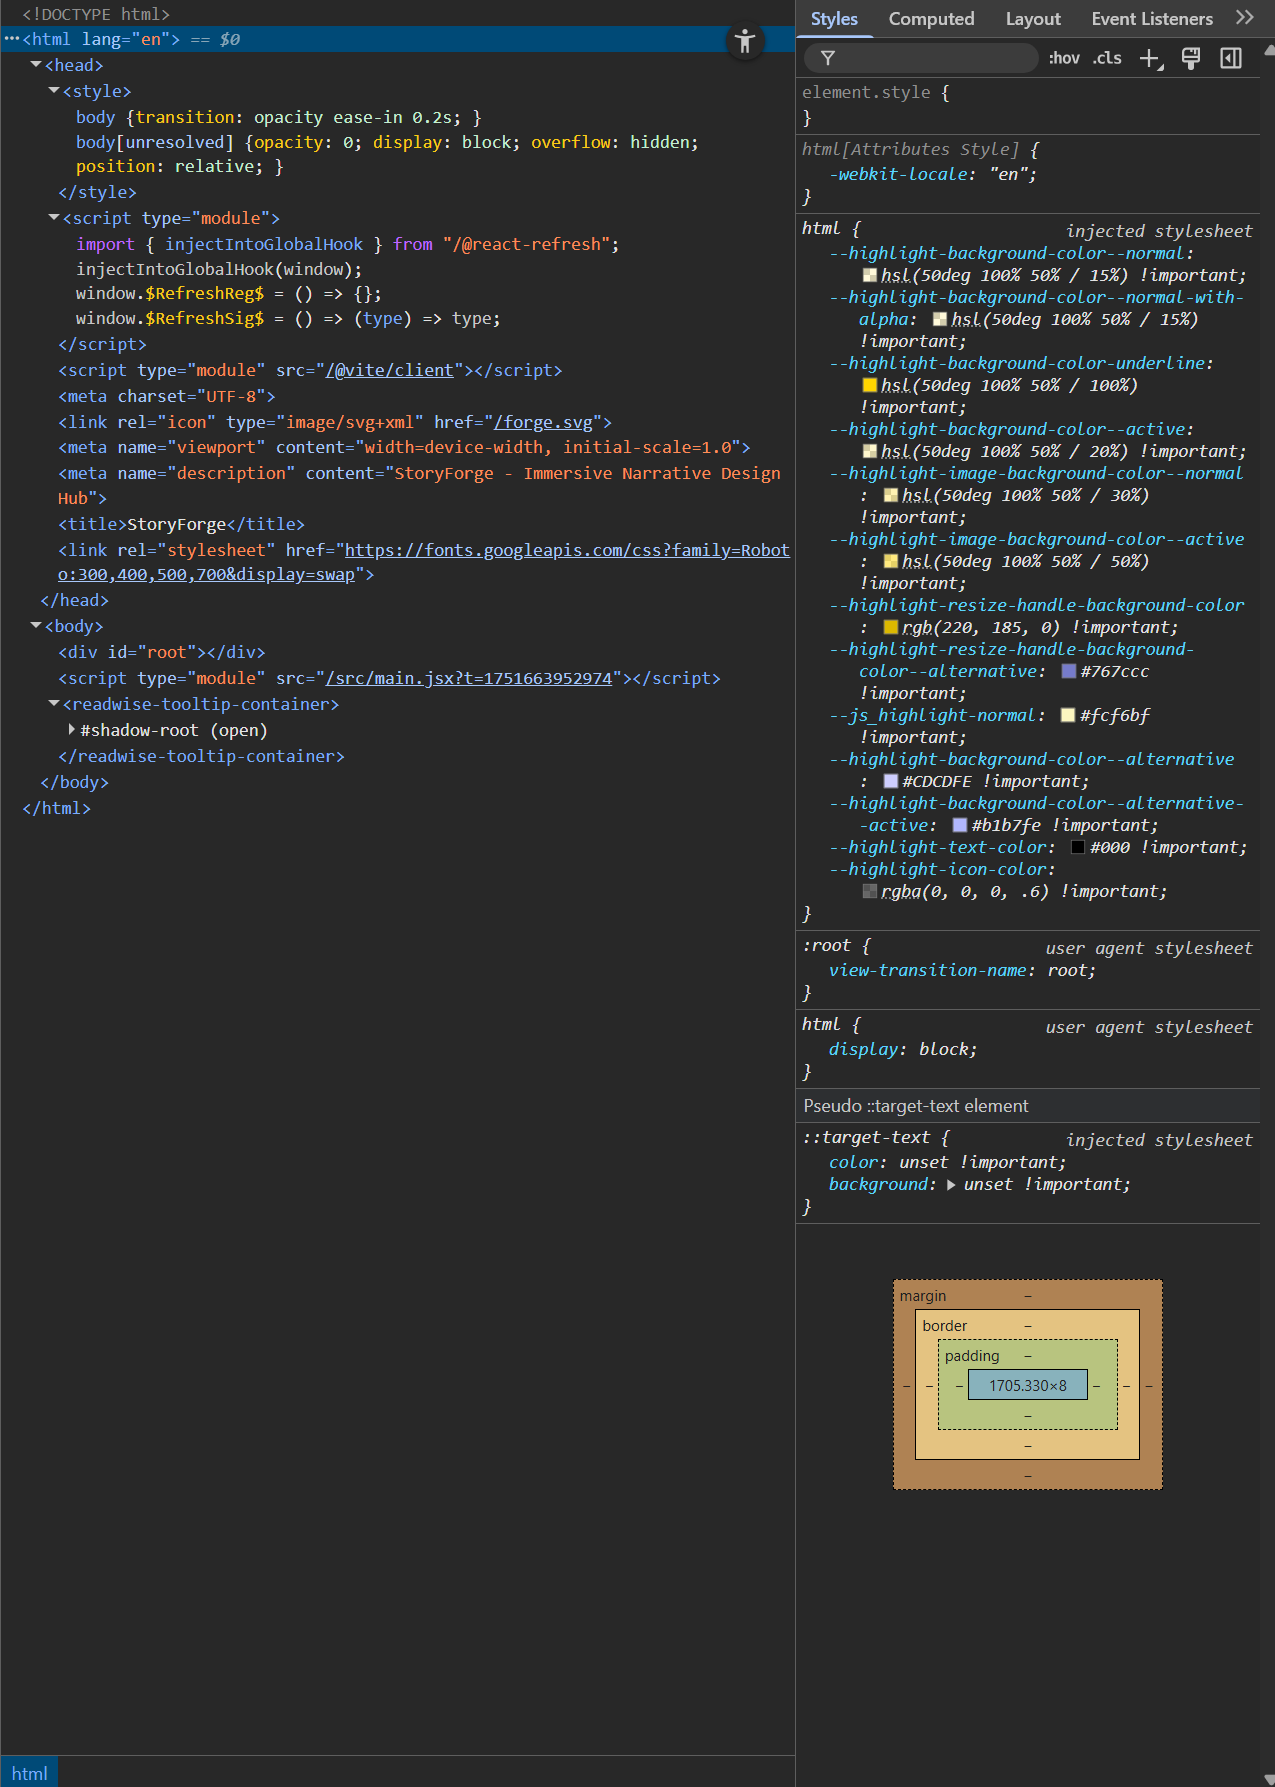 <!DOCTYPE html>
···<html lang="en"> == $0
<head>
<style>
body {transition: opacity ease-in 0.2s; }
body[unresolved] {opacity: 0; display: block; overflow: hidden;
position: relative; }
</style>
<script type="module">
import { injectIntoGlobalHook } from "/@react-refresh";
injectIntoGlobalHook(window);
window.$RefreshReg$ = () => {};
window.$RefreshSig$ = () => (type) => type;
</script>
<script type="module" src="/@vite/client"></script>
<meta charset="UTF-8">
<link rel="icon" type="image/svg+xml" href="/forge.svg">
<meta name="viewport" content="width=device-width, initial-scale=1.0">
<meta name="description" content="StoryForge - Immersive Narrative Design
Hub">
<title>StoryForge</title>
<link rel="stylesheet" href="https://fonts.googleapis.com/css?family=Robot
o:300,400,500,700&display=swap">
</head>
<body>
<div id="root"></div>
<script type="module" src="/src/main.jsx?t=1751663952974"></script>
<readwise-tooltip-container>
#shadow-root (open)
</readwise-tooltip-container>
</body>
</html>
html
Styles Computed Layout Event Listeners
:hov .cls
element.style {
}
html[Attributes Style] {
-webkit-locale: "en";
}
html { injected stylesheet
--highlight-background-color--normal:
hsl(50deg 100% 50% / 15%) !important;
--highlight-background-color--normal-with-
alpha: hsl(50deg 100% 50% / 15%)
!important;
--highlight-background-color-underline:
hsl(50deg 100% 50% / 100%)
!important;
--highlight-background-color--active:
hsl(50deg 100% 50% / 20%) !important;
--highlight-image-background-color--normal
: hsl(50deg 100% 50% / 30%)
!important;
--highlight-image-background-color--active
: hsl(50deg 100% 50% / 50%)
!important;
--highlight-resize-handle-background-color
: rgb(220, 185, 0) !important;
--highlight-resize-handle-background-
color--alternative: #767ccc
!important;
--js_highlight-normal: #fcf6bf
!important;
--highlight-background-color--alternative
: #CDCDFE !important;
--highlight-background-color--alternative-
-active: #b1b7fe !important;
--highlight-text-color: #000 !important;
--highlight-icon-color:
rgba(0, 0, 0, .6) !important;
}
:root { user agent stylesheet
view-transition-name: root;
}
html { user agent stylesheet
display: block;
}
Pseudo ::target-text element
::target-text { injected stylesheet
color: unset !important;
background: unset !important;
}
margin –
border –
padding –
– – – 1705.330×8 – – –
–
–
–